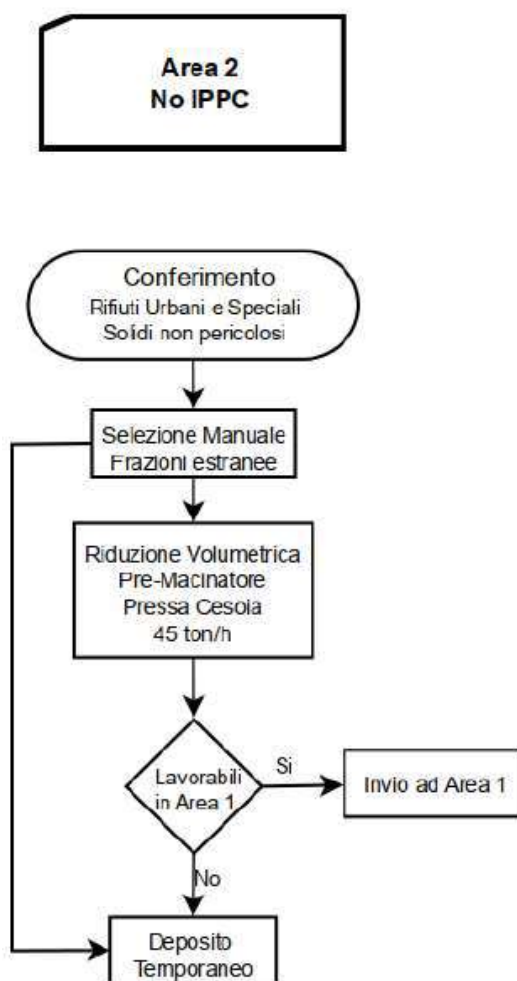 Area 2
No IPPC
Conferimento
Rifiuti Urbani e Speciali
Solidi non pericolosi
Selezione Manuale
Frazioni estranee
Riduzione Volumetrica
Pre-Macinatore
Pressa Cesoia
45 ton/h
Lavorabili
in Area 1
Si
Invio ad Area 1
No
Deposito
Temporaneo